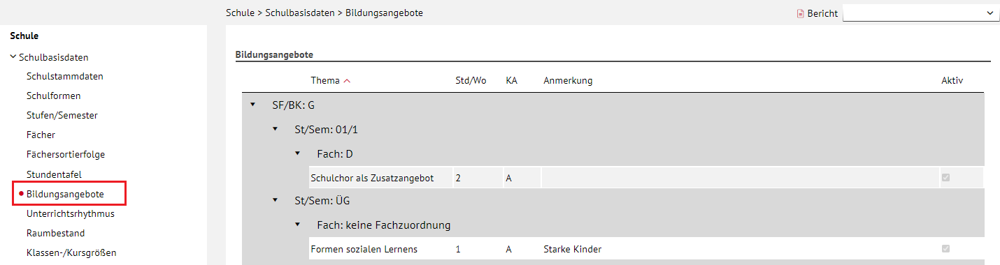 Schule > Schulbasisdaten > Bildungsangebote
Bericht
Schule
Schulbasisdaten
Schulstammdaten
Schulformen
Stufen/Semester
Fächer
Fächersortierfolge
Stundentafel
Bildungsangebote
Unterrichtsrhythmus
Raumbestand
Klassen-/Kursgrößen
Bildungsangebote
Thema Std/Wo KA Anmerkung Aktiv
SF/BK: G
St/Sem: 01/1
Fach: D
Schulchor als Zusatzangebot 2 A
St/Sem: ÜG
Fach: keine Fachzuordnung
Formen sozialen Lernens 1 A Starke Kinder